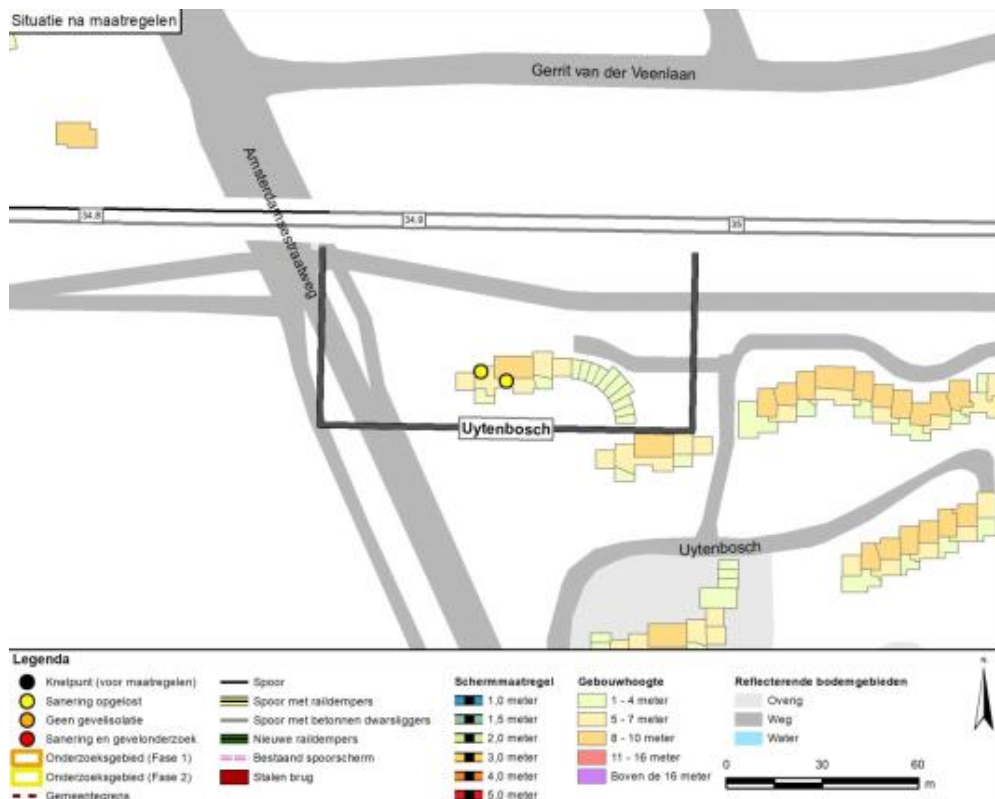 Situatie na maatregelen
Gerrit van der Veenlaan
Amsterdamsestraatweg
34.8
34.9
35
Uytenbosch
Uytenbosch
Legenda
Knelpunt (voor maatregelen)
Sanering opgelost
Geen gevelisolatie
Sanering en gevelonderzoek
Onderzoeksgebied (Fase 1)
Onderzoeksgebied (Fase 2)
Gemeentegrens
Spoor
Spoor met raildempers
Spoor met betonnen dwarsliggers
Nieuwe raildempers
Bestaand spoorscherm
Stalen brug
Schermmaatregel
1,0 meter
1,5 meter
2,0 meter
3,0 meter
4,0 meter
5,0 meter
Gebouwhoogte
1 - 4 meter
5 - 7 meter
8 - 10 meter
11 - 16 meter
Boven de 16 meter
Reflecterende bodemgebieden
Overig
Weg
Water
N
0 30 60
m